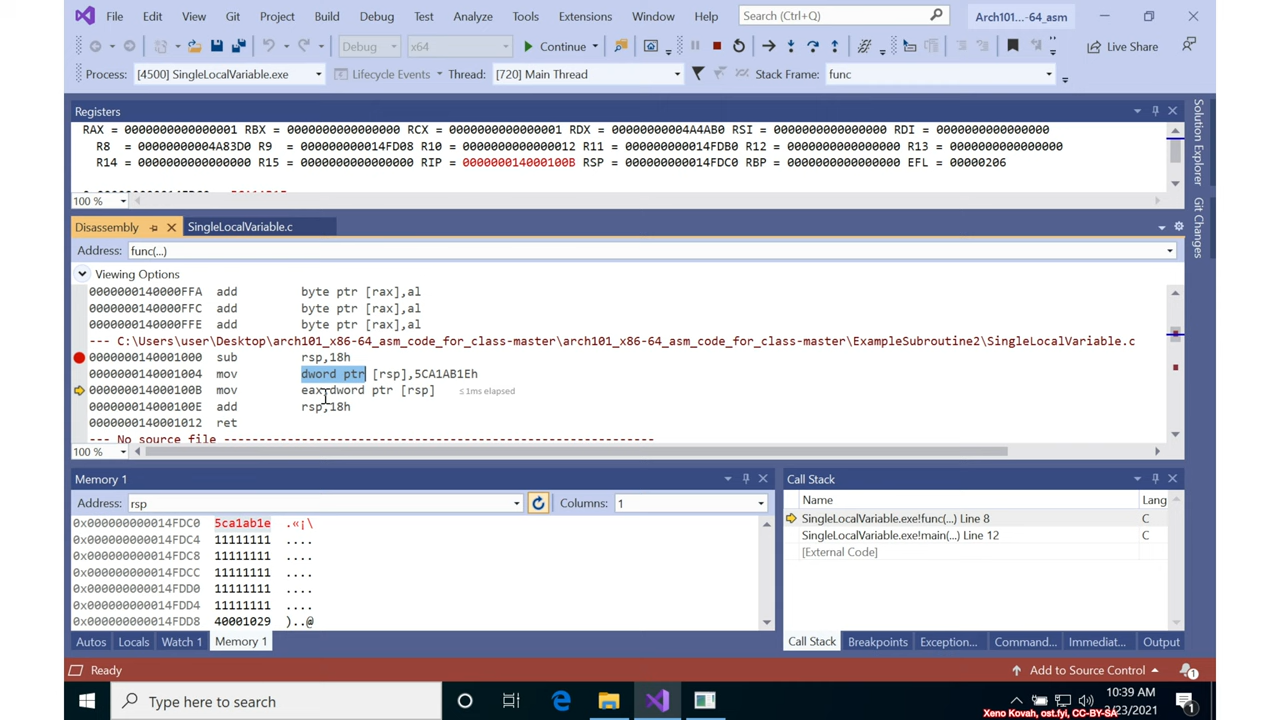 File Edit View Git Project Build Debug Test Analyze Tools Extensions Window Help Search (Ctrl+Q) Arch101...-64_asm
Debug x64 Continue Live Share
Process: [4500] SingleLocalVariable.exe Lifecycle Events Thread: [720] Main Thread Stack Frame: func
Registers
RAX = 0000000000000001 RBX = 0000000000000000 RCX = 0000000000000001 RDX = 00000000004A4AB0 RSI = 0000000000000000 RDI = 0000000000000000
R8 = 00000000004A83D0 R9 = 000000000014FD08 R10 = 0000000000000012 R11 = 000000000014FDB0 R12 = 0000000000000000 R13 = 0000000000000000
R14 = 0000000000000000 R15 = 0000000000000000 RIP = 000000014000100B RSP = 000000000014FDC0 RBP = 0000000000000000 EFL = 00000206
100 %
Disassembly SingleLocalVariable.c
Address: func(...)
Viewing Options
0000000140000FFA add byte ptr [rax],al
0000000140000FFC add byte ptr [rax],al
0000000140000FFE add byte ptr [rax],al
--- C:\Users\user\Desktop\arch101_x86-64_asm_code_for_class-master\arch101_x86-64_asm_code_for_class-master\ExampleSubroutine2\SingleLocalVariable.c
0000000140001000 sub rsp,18h
0000000140001004 mov dword ptr [rsp],5CA1AB1Eh
000000014000100B mov eax,dword ptr [rsp] ≤ 1ms elapsed
000000014000100E add rsp,18h
0000000140001012 ret
--- No source file -----------------------------------------------------------
100 %
Memory 1
Address: rsp Columns: 1
0x000000000014FDC0 5ca1ab1e .«¡\
0x000000000014FDC4 11111111 ....
0x000000000014FDC8 11111111 ....
0x000000000014FDCC 11111111 ....
0x000000000014FDD0 11111111 ....
0x000000000014FDD4 11111111 ....
0x000000000014FDD8 40001029 )..@
Call Stack
Name Lang
SingleLocalVariable.exe!func(...) Line 8 C
SingleLocalVariable.exe!main(...) Line 12 C
[External Code]
Autos Locals Watch 1 Memory 1
Call Stack Breakpoints Exception... Command... Immediat... Output
Solution Explorer
Git Changes
Ready Add to Source Control 1
Type here to search
10:39 AM
Xeno Kovah, ost.fyi, CC-BY-SA